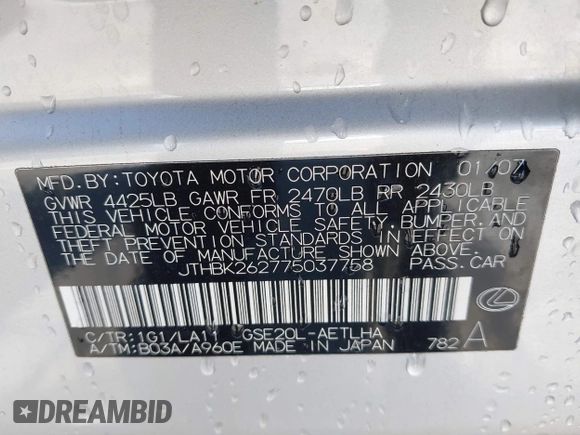 MFD.BY:TOYOTA MOTOR CORPORATION 01/07
GVWR 4425LB GAWR FR 2470LB RR 2430LB
THIS VEHICLE CONFORMS TO ALL APPLICABLE
FEDERAL MOTOR VEHICLE SAFETY,BUMPER,AND
THEFT PREVENTION STANDARDS IN EFFECT ON
THE DATE OF MANUFACTURE SHOWN ABOVE.
JTHBK262775037758 PASS.CAR
C/TR:1G1/LA11 GSE20L-AETLHA
A/TM:B03A/A960E MADE IN JAPAN 782 A
DREAMBID